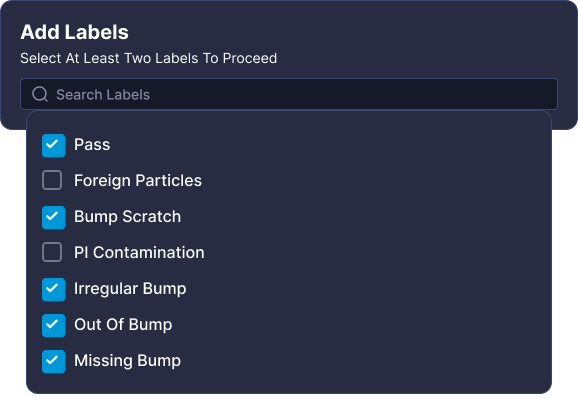 Add Labels
Select At Least Two Labels To Proceed
Search Labels
Pass
Foreign Particles
Bump Scratch
PI Contamination
Irregular Bump
Out Of Bump
Missing Bump